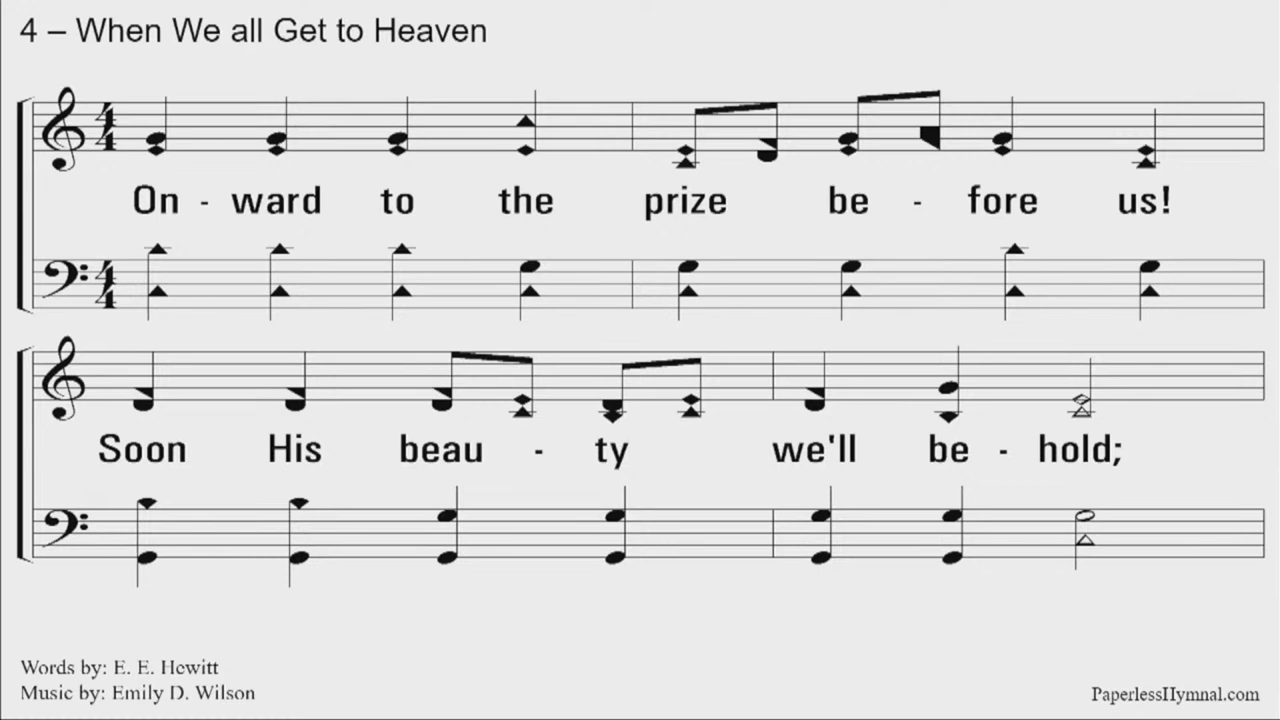 4 – When We all Get to Heaven
On - ward to the prize be - fore us!
Soon His beau - ty we'll be - hold;
Words by: E. E. Hewitt
Music by: Emily D. Wilson
PaperlessHymnal.com